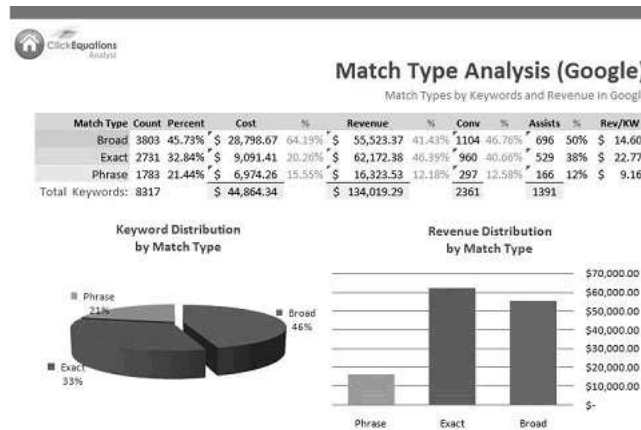 ClickEquations
Analyst
Match Type Analysis (Google)
Match Types by Keywords and Revenue in Googl
Match Type Count Percent Cost % Revenue % Conv % Assists % Rev/KW
Broad 3803 45.73% $ 28,798.67 64.19% $ 55,523.37 41.43% 1104 46.76% 696 50% $ 14.60
Exact 2731 32.84% $ 9,091.41 20.26% $ 62,172.38 46.39% 960 40.66% 529 38% $ 22.77
Phrase 1783 21.44% $ 6,974.26 15.55% $ 16,323.53 12.18% 297 12.58% 166 12% $ 9.16
Total Keywords: 8317 $ 44,864.34 $ 134,019.29 2361 1391
Keyword Distribution
by Match Type
Phrase
21%
Broad
46%
Exact
33%
Revenue Distribution
by Match Type
$70,000.00
$60,000.00
$50,000.00
$40,000.00
$30,000.00
$20,000.00
$10,000.00
$-
Phrase Exact Broad